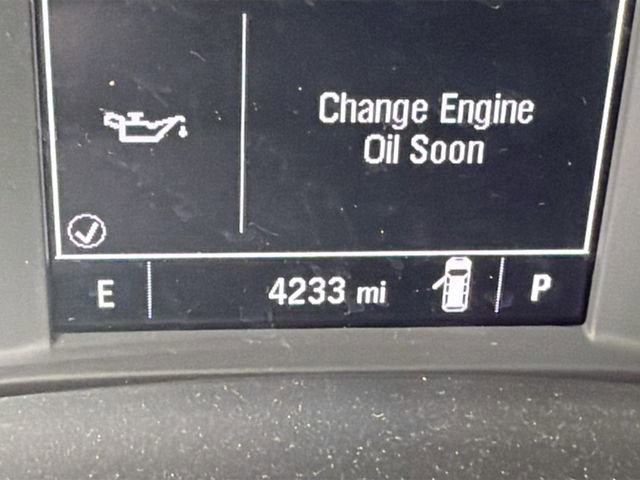 Change Engine
Oil Soon
E
4233 mi
P